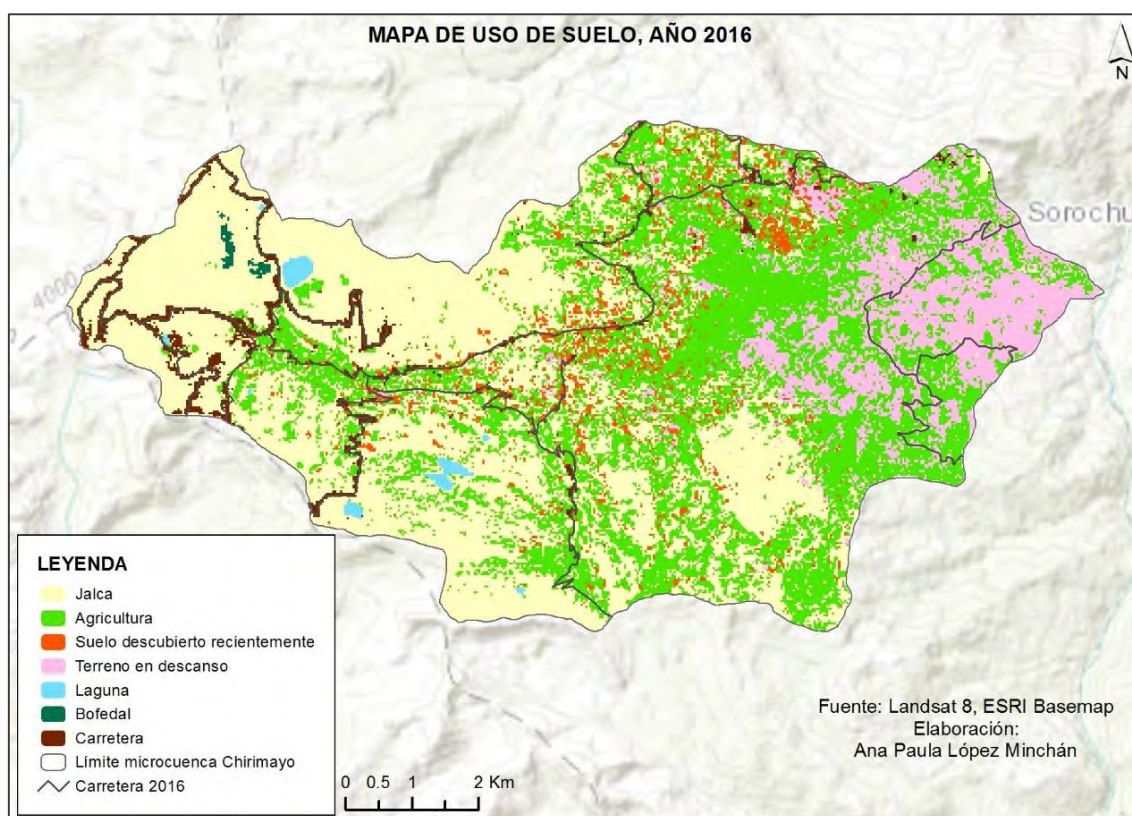 MAPA DE USO DE SUELO, AÑO 2016
N
Sorochu
4000
LEYENDA
Jalca
Agricultura
Suelo descubierto recientemente
Terreno en descanso
Laguna
Bofedal
Carretera
Límite microcuenca Chirimayo
Carretera 2016
0 0.5 1 2 Km
Fuente: Landsat 8, ESRI Basemap
Elaboración:
Ana Paula López Minchán